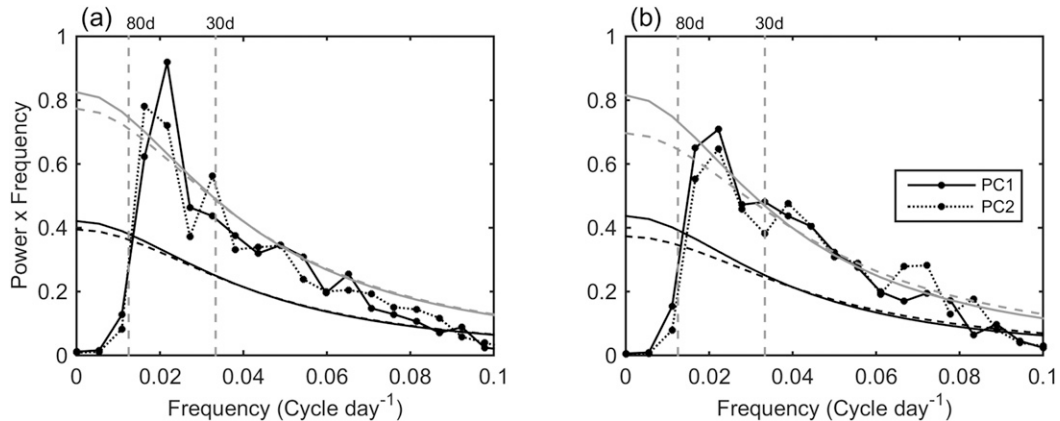 (a) 80d 30d
1
0.8
0.6
0.4
0.2
0
0 0.02 0.04 0.06 0.08 0.1
Power x Frequency
Frequency (Cycle day-1)
(b) 80d 30d
1
0.8
0.6
0.4
0.2
0
0 0.02 0.04 0.06 0.08 0.1
Frequency (Cycle day-1)
PC1
PC2